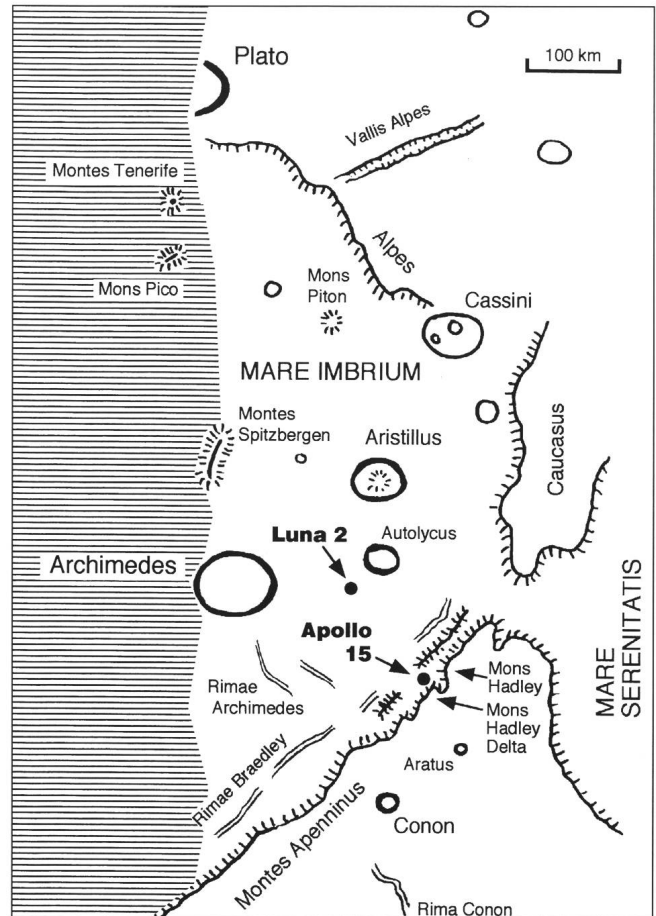 Plato
100 km
Vallis Alpes
Montes Tenerife
Alpes
Mons Pico
Mons
Piton
Cassini
MARE IMBRIUM
Montes
Spitzbergen
Aristillus
Caucasus
Luna 2
Autolycus
Archimedes
Apollo
15
MARE
SERENITATIS
Rimae
Archimedes
Mons
Hadley
Mons
Hadley
Delta
Rimae Braedley
Aratus
Conon
Montes Apenninus
Rima Conon